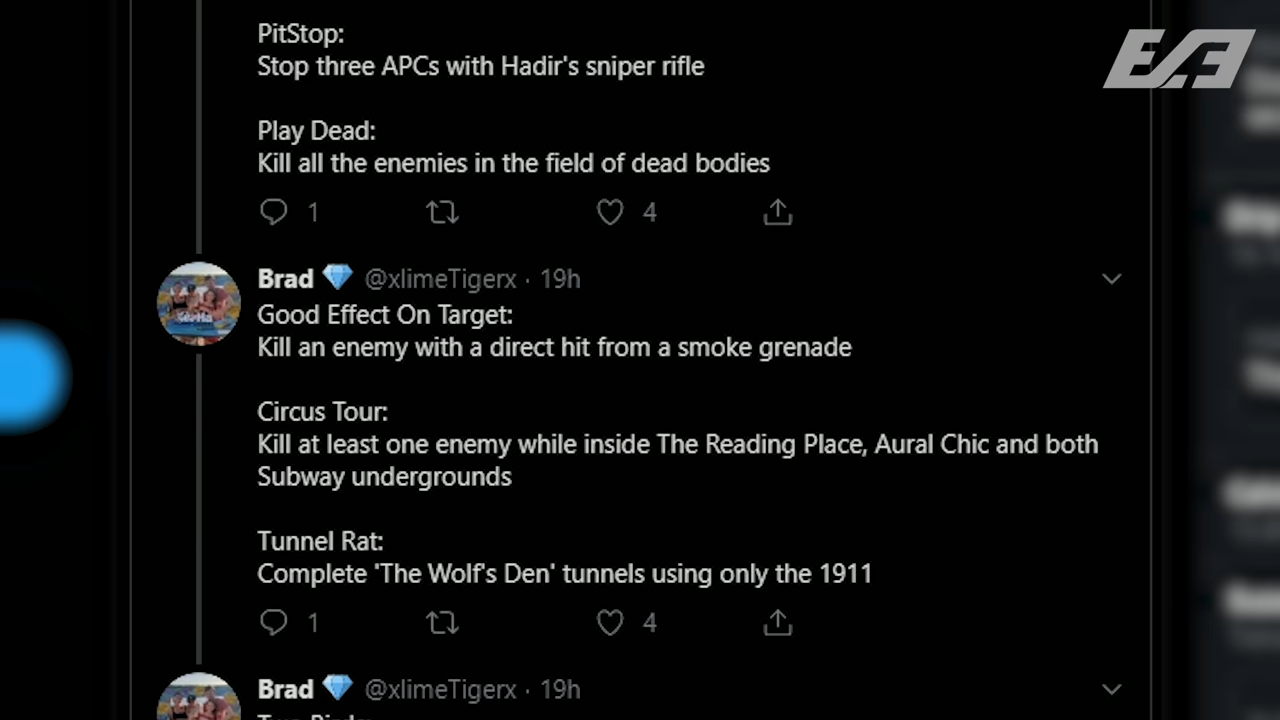 PitStop:
Stop three APCs with Hadir's sniper rifle
Play Dead:
Kill all the enemies in the field of dead bodies
1
4
Brad @xlimeTigerx · 19h
Good Effect On Target:
Kill an enemy with a direct hit from a smoke grenade
Circus Tour:
Kill at least one enemy while inside The Reading Place, Aural Chic and both
Subway undergrounds
Tunnel Rat:
Complete 'The Wolf's Den' tunnels using only the 1911
1
4
Brad @xlimeTigerx · 19h